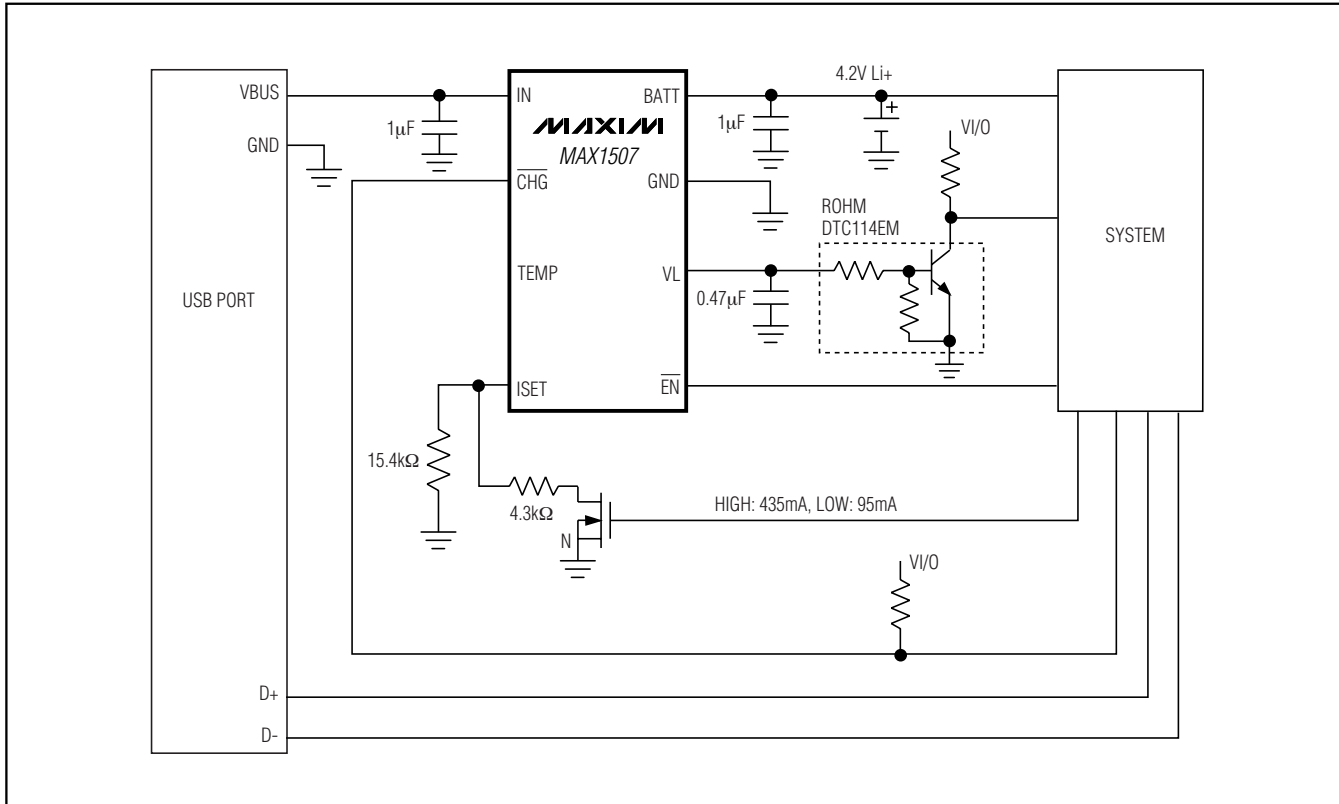 VBUS
GND
USB PORT
D+
D-
1µF
IN
CHG
TEMP
ISET
MAXIM
MAX1507
BATT
GND
VL
EN
1µF
4.2V Li+
+
VI/O
ROHM
DTC114EM
0.47µF
SYSTEM
15.4kΩ
4.3kΩ
N
HIGH: 435mA, LOW: 95mA
VI/O